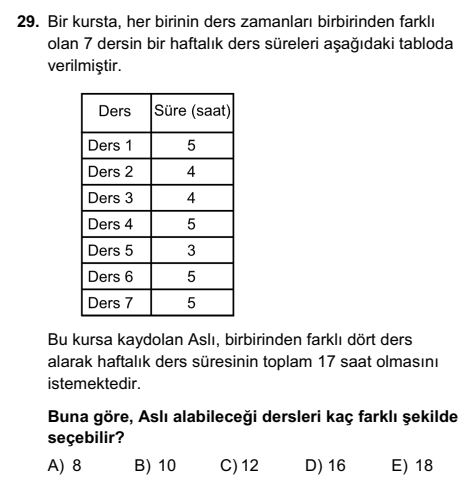 29. Bir kursta, her birinin ders zamanları birbirinden farklı
olan 7 dersin bir haftalık ders süreleri aşağıdaki tabloda
verilmiştir.
Ders Süre (saat)
Ders 1 5
Ders 2 4
Ders 3 4
Ders 4 5
Ders 5 3
Ders 6 5
Ders 7 5
Bu kursa kaydolan Aslı, birbirinden farklı dört ders
alarak haftalık ders süresinin toplam 17 saat olmasını
istemektedir.
Buna göre, Aslı alabileceği dersleri kaç farklı şekilde
seçebilir?
A) 8 B) 10 C) 12 D) 16 E) 18